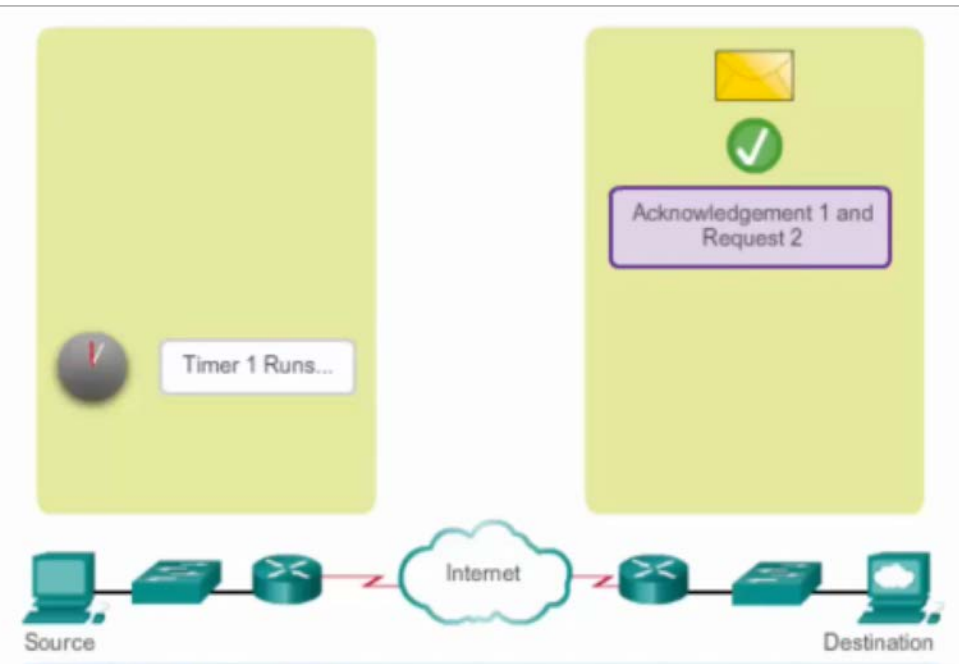 Acknowledgement 1 and
Request 2
Timer 1 Runs...
Internet
Source
Destination